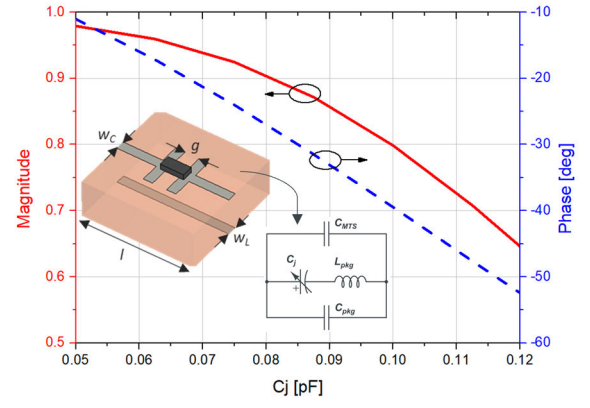 1.0
0.9
0.8
0.7
0.6
0.5
Magnitude
-10
-20
-30
-40
-50
-60
Phase [deg]
w_C
g
w_L
l
C_MTS
C_j
L_pkg
+
C_pkg
0.05 0.06 0.07 0.08 0.09 0.10 0.11 0.12
Cj [pF]